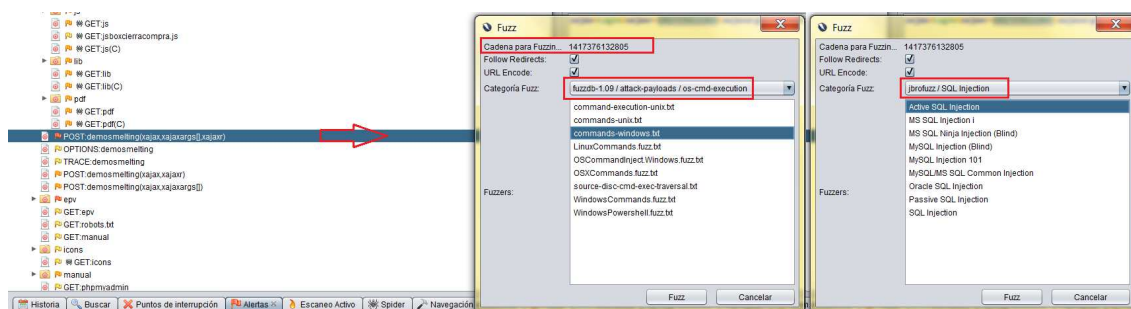 js
GET:js
GET:jsboxcierracompra.js
GET:js(C)
lib
GET:lib
GET:lib(C)
pdf
GET:pdf
GET:pdf(C)
POST:demosmelting(xajax,xajaxargs[],xajaxr)
OPTIONS:demosmelting
TRACE:demosmelting
POST:demosmelting(xajax,xajaxr)
POST:demosmelting(xajax,xajaxargs[])
epv
GET:epv
GET:robots.txt
GET:manual
icons
GET:icons
manual
GET:phpmyadmin
Historia Buscar Puntos de interrupción Alertas Escaneo Activo Spider Navegación
Fuzz
Cadena para Fuzzin... 1417376132805
Follow Redirects:
URL Encode:
Categoría Fuzz: fuzzdb-1.09 / attack-payloads / os-cmd-execution
command-execution-unix.txt
commands-unix.txt
commands-windows.txt
LinuxCommands.fuzz.txt
OSCommandInject.Windows.fuzz.txt
OSXCommands.fuzz.txt
source-disc-cmd-exec-traversal.txt
Fuzzers: WindowsCommands.fuzz.txt
WindowsPowershell.fuzz.txt
Fuzz Cancelar
Fuzz
Cadena para Fuzzin... 1417376132805
Follow Redirects:
URL Encode:
Categoría Fuzz: jbrofuzz / SQL Injection
Active SQL Injection
MS SQL Injection i
MS SQL Ninja Injection (Blind)
MySQL Injection (Blind)
MySQL Injection 101
MySQL/MS SQL Common Injection
Oracle SQL Injection
Fuzzers: Passive SQL Injection
SQL Injection
Fuzz Cancelar